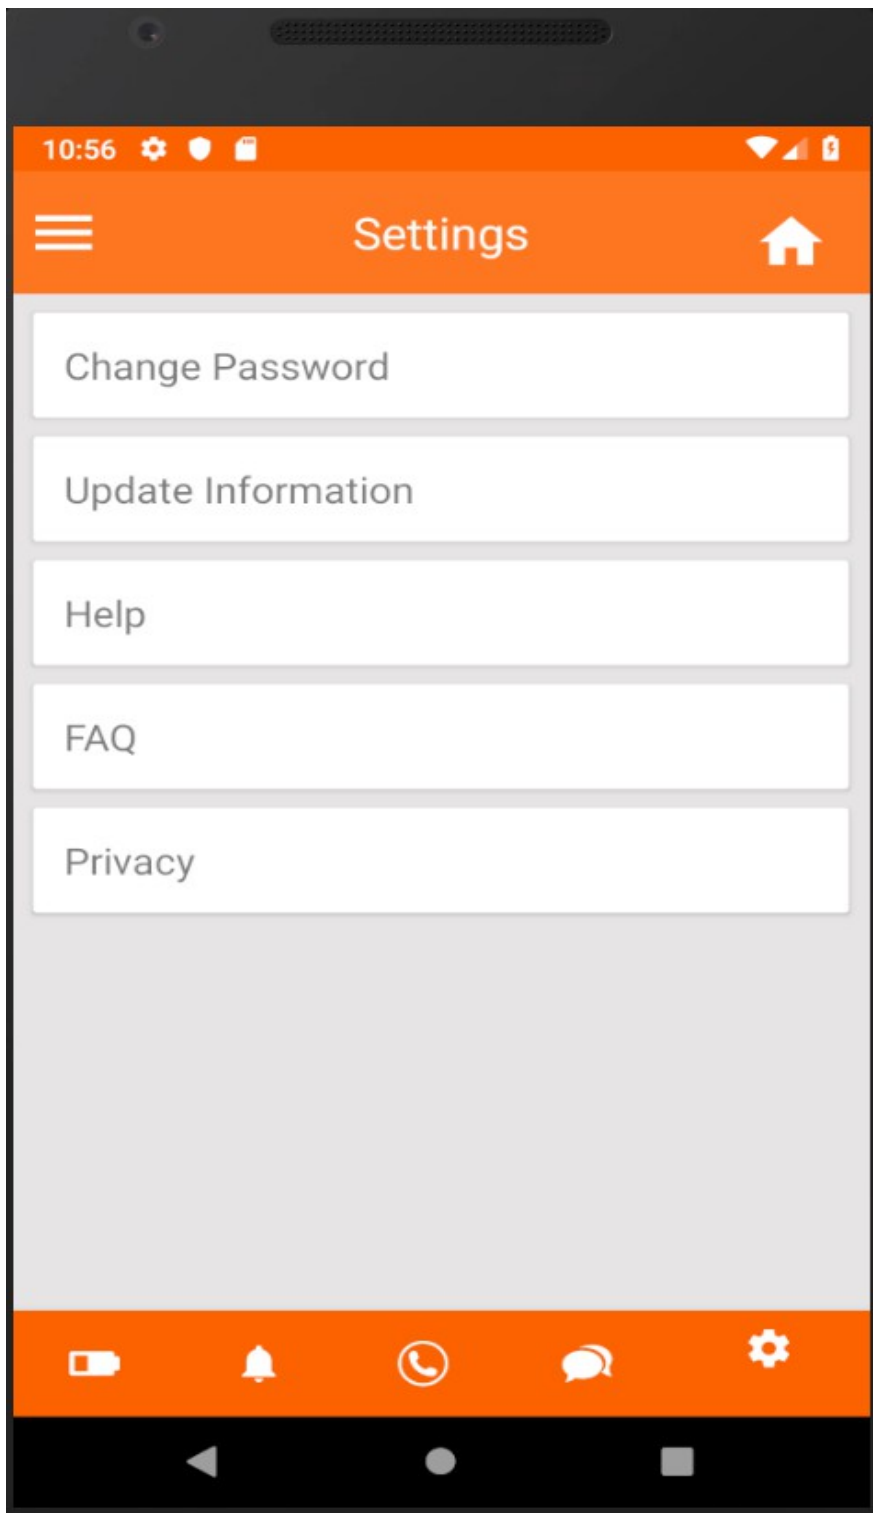 10:56
Settings
Change Password
Update Information
Help
FAQ
Privacy